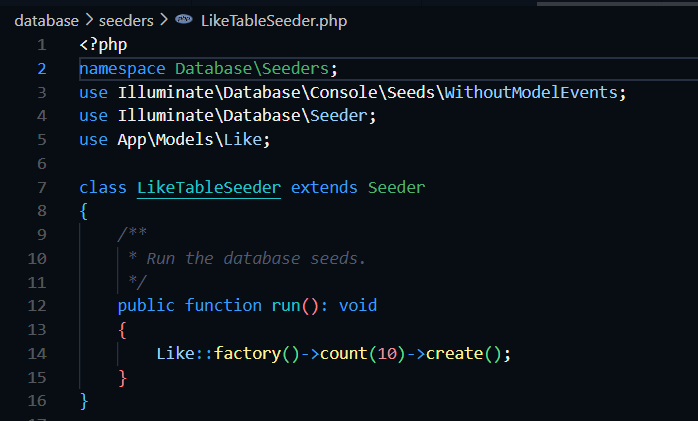 database > seeders > php LikeTableSeeder.php
1 <?php
2 namespace Database\Seeders;
3 use Illuminate\Database\Console\Seeds\WithoutModelEvents;
4 use Illuminate\Database\Seeder;
5 use App\Models\Like;
6
7 class LikeTableSeeder extends Seeder
8 {
9     /**
10      * Run the database seeds.
11      */
12     public function run(): void
13     {
14         Like::factory()->count(10)->create();
15     }
16 }
17